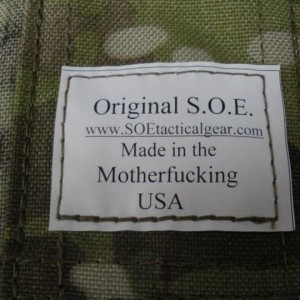 Original S.O.E.
www.SOEtacticalgear.com
Made in the
Motherfucking
USA